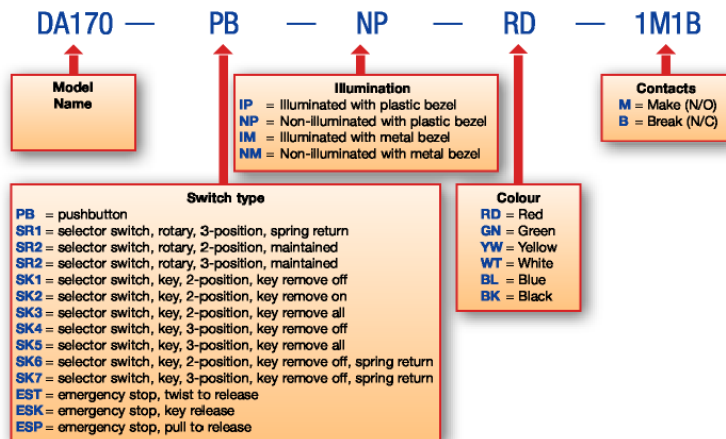 DA170 — PB — NP — RD — 1M1B
Model
Name
Illumination
IP = Illuminated with plastic bezel
NP = Non-illuminated with plastic bezel
IM = Illuminated with metal bezel
NM = Non-illuminated with metal bezel
Contacts
M = Make (N/O)
B = Break (N/C)
Switch type
PB = pushbutton
SR1 = selector switch, rotary, 3-position, spring return
SR2 = selector switch, rotary, 2-position, maintained
SR2 = selector switch, rotary, 3-position, maintained
SK1 = selector switch, key, 2-position, key remove off
SK2 = selector switch, key, 2-position, key remove on
SK3 = selector switch, key, 2-position, key remove all
SK4 = selector switch, key, 3-position, key remove off
SK5 = selector switch, key, 3-position, key remove all
SK6 = selector switch, key, 2-position, key remove off, spring return
SK7 = selector switch, key, 3-position, key remove off, spring return
EST = emergency stop, twist to release
ESK = emergency stop, key release
ESP = emergency stop, pull to release
Colour
RD = Red
GN = Green
YW = Yellow
WT = White
BL = Blue
BK = Black